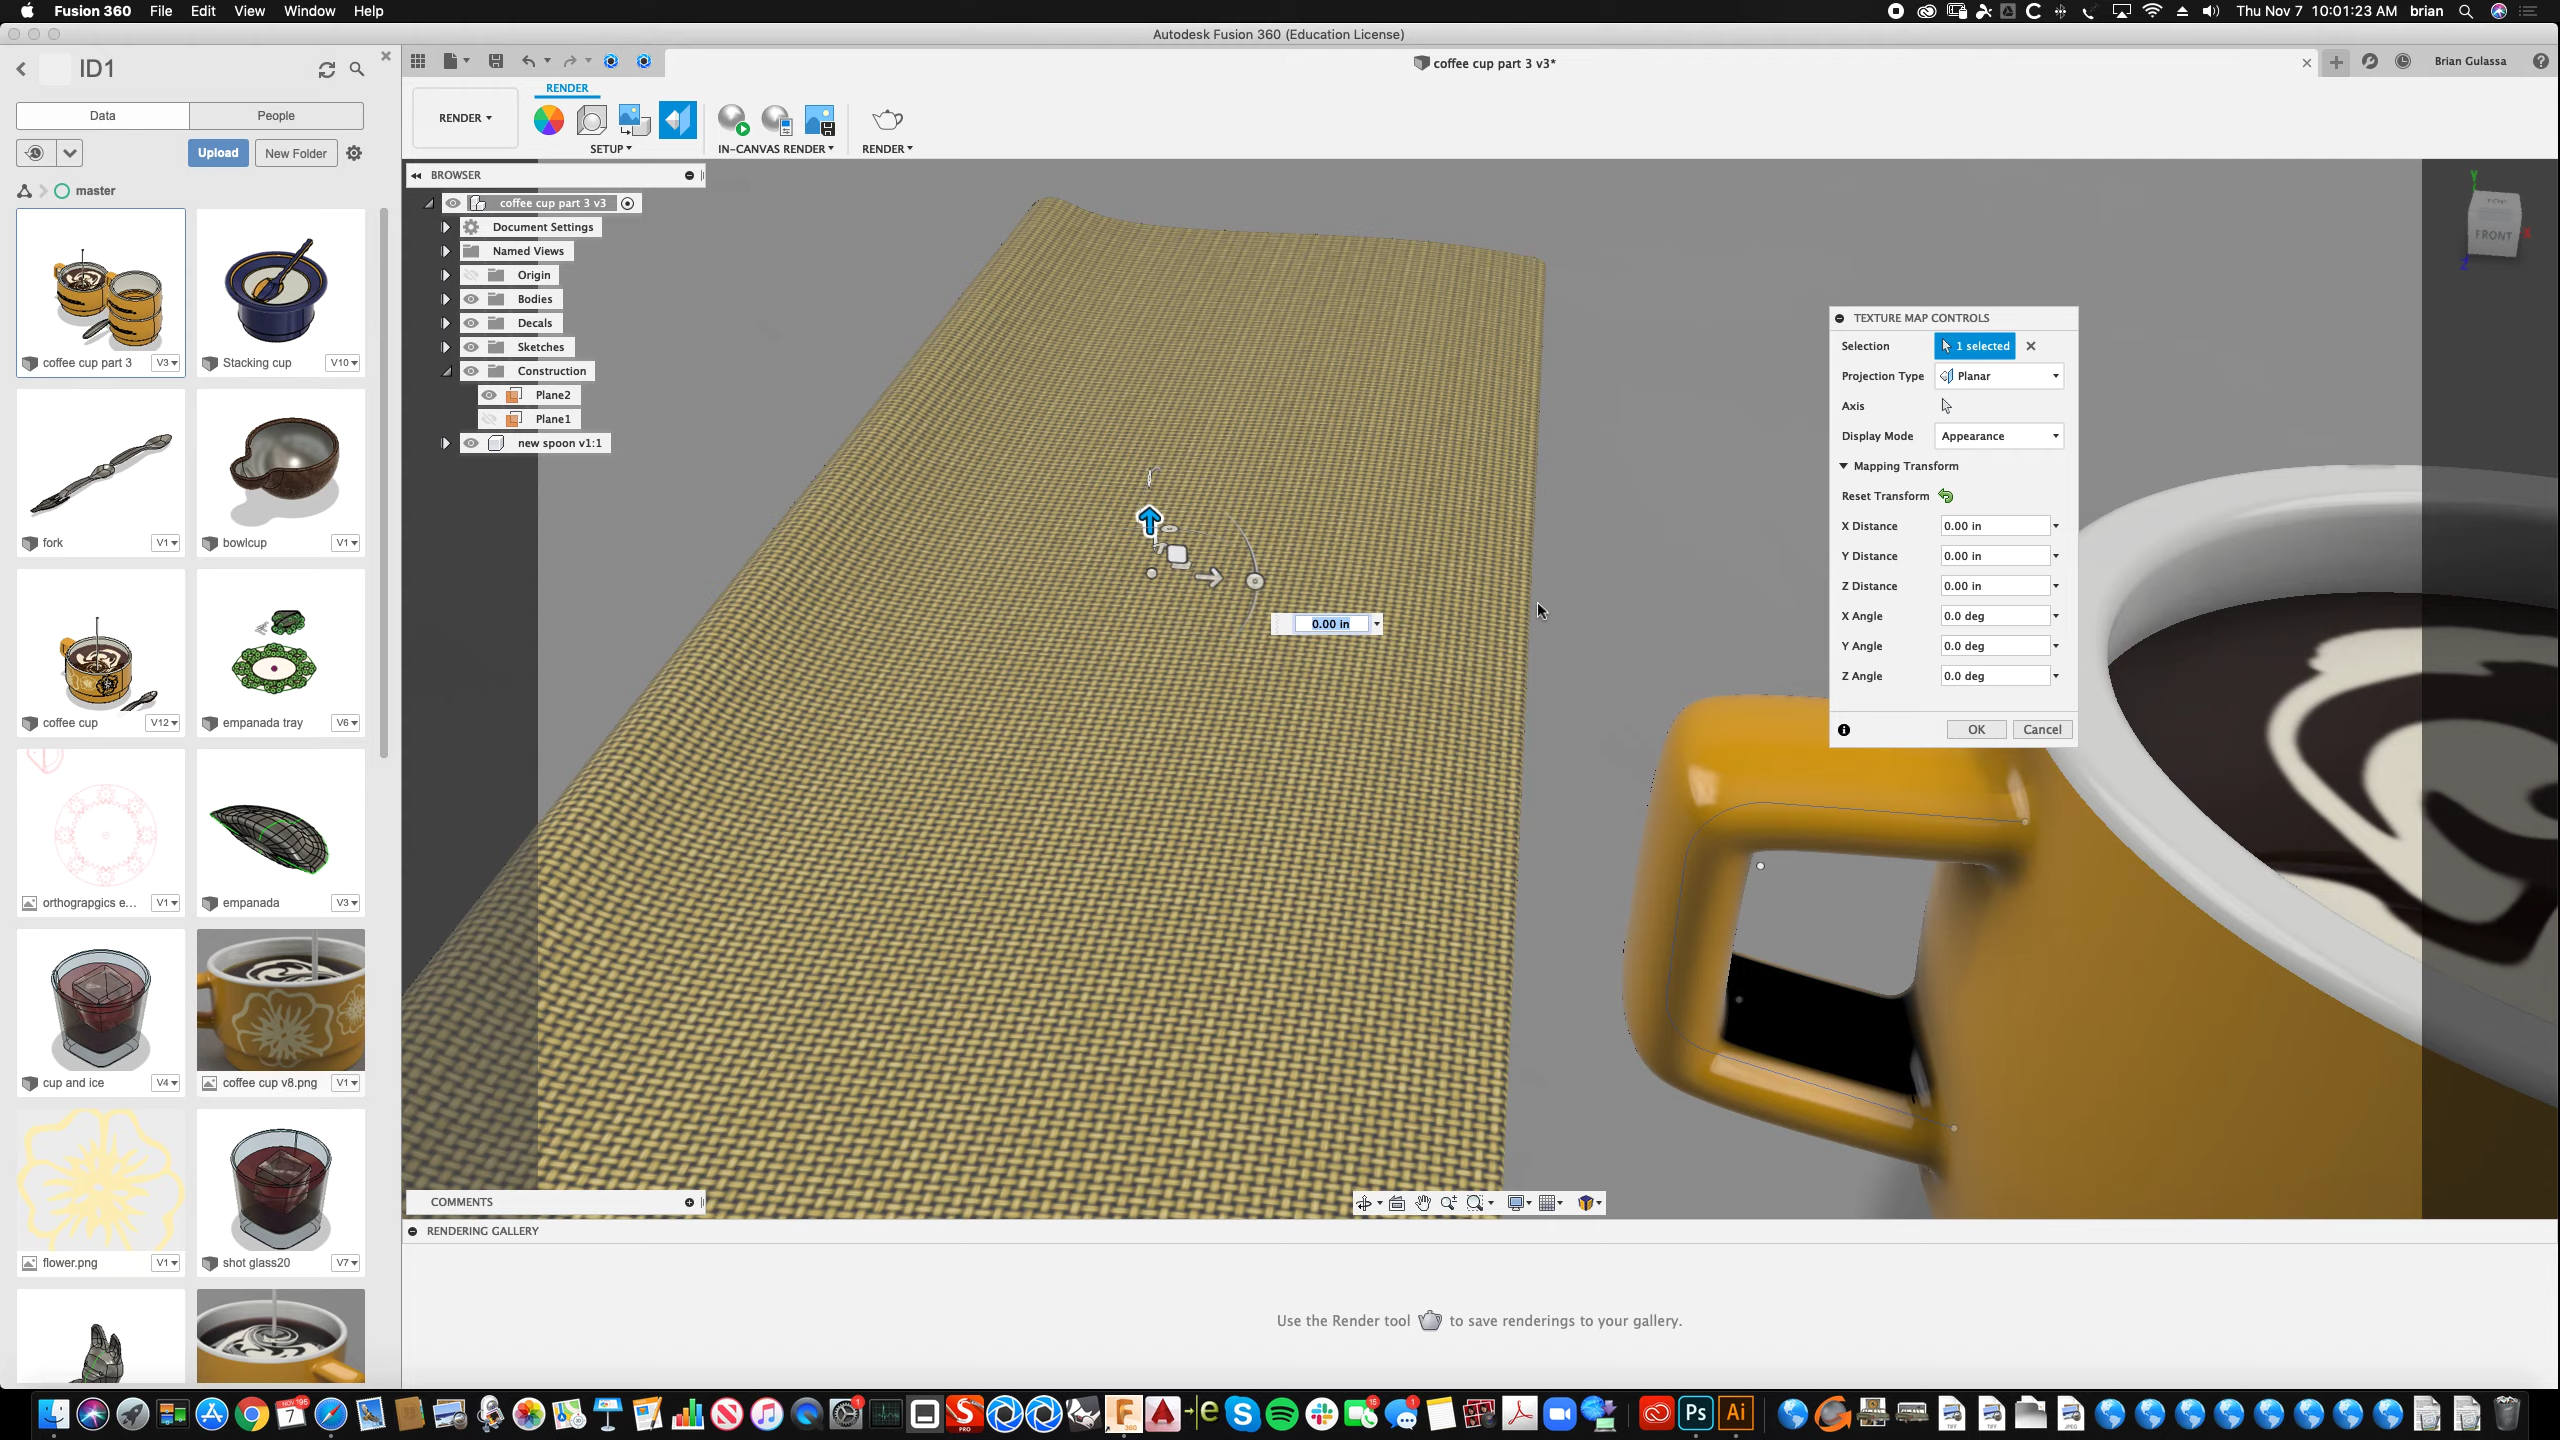 Fusion 360 File Edit View Window Help
Thu Nov 7 10:01:23 AM brian
Autodesk Fusion 360 (Education License)
ID1
coffee cup part 3 v3*
Brian Gulassa
Data People
RENDER
RENDER
SETUP IN-CANVAS RENDER RENDER
Upload New Folder
BROWSER
master
coffee cup part 3 v3
Document Settings
Named Views
Origin
Bodies
Decals
Sketches
Construction
Plane2
Plane1
new spoon v1:1
coffee cup part 3 V3
Stacking cup V10
fork V1
bowlcup V1
coffee cup V12
empanada tray V6
orthograpgics e... V1
empanada V3
cup and ice V4
coffee cup v8.png V1
flower.png V1
shot glass20 V7
FRONT
Y
X
Z
TEXTURE MAP CONTROLS
Selection 1 selected
Projection Type Planar
Axis
Display Mode Appearance
Mapping Transform
Reset Transform
X Distance 0.00 in
Y Distance 0.00 in
Z Distance 0.00 in
X Angle 0.0 deg
Y Angle 0.0 deg
Z Angle 0.0 deg
OK Cancel
0.00 in
COMMENTS
RENDERING GALLERY
Use the Render tool to save renderings to your gallery.
Ps Ai